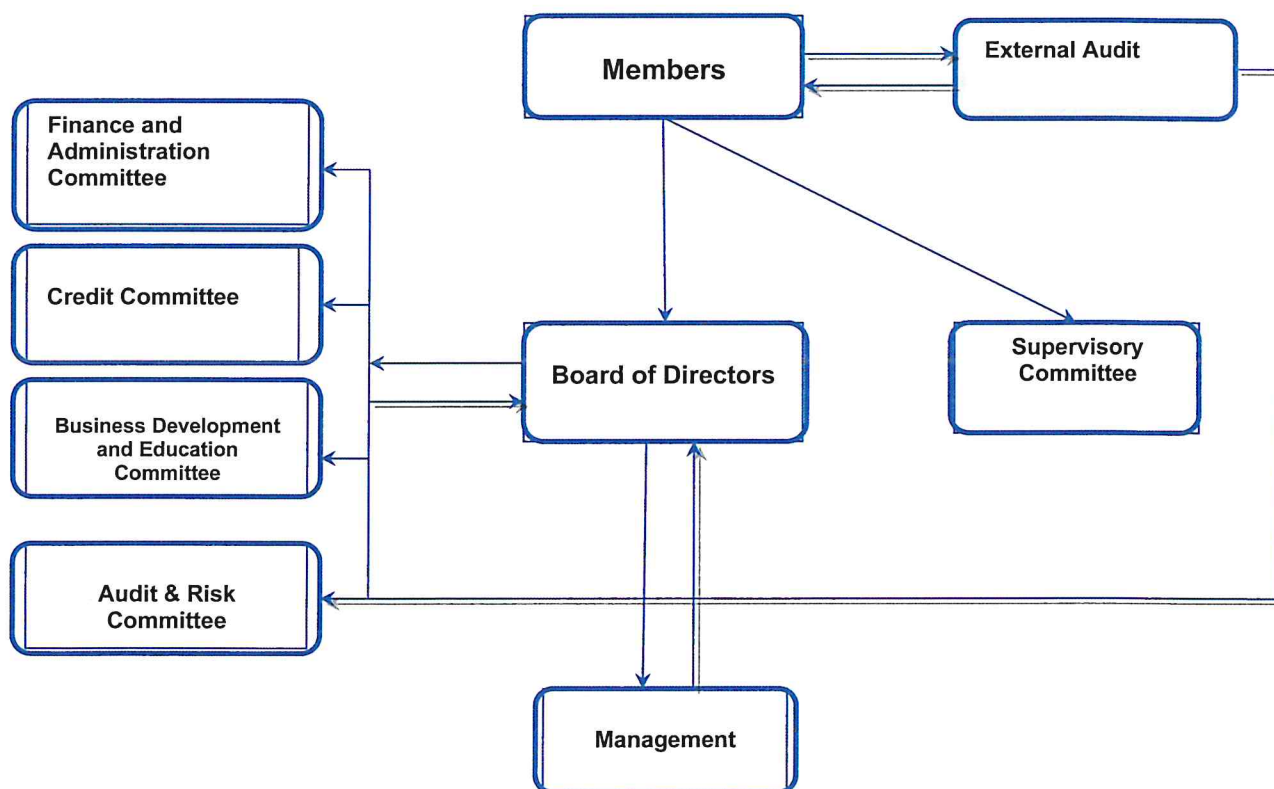 Members
External Audit
Finance and
Administration
Committee
Credit Committee
Board of Directors
Supervisory
Committee
Business Development
and Education
Committee
Audit & Risk
Committee
Management